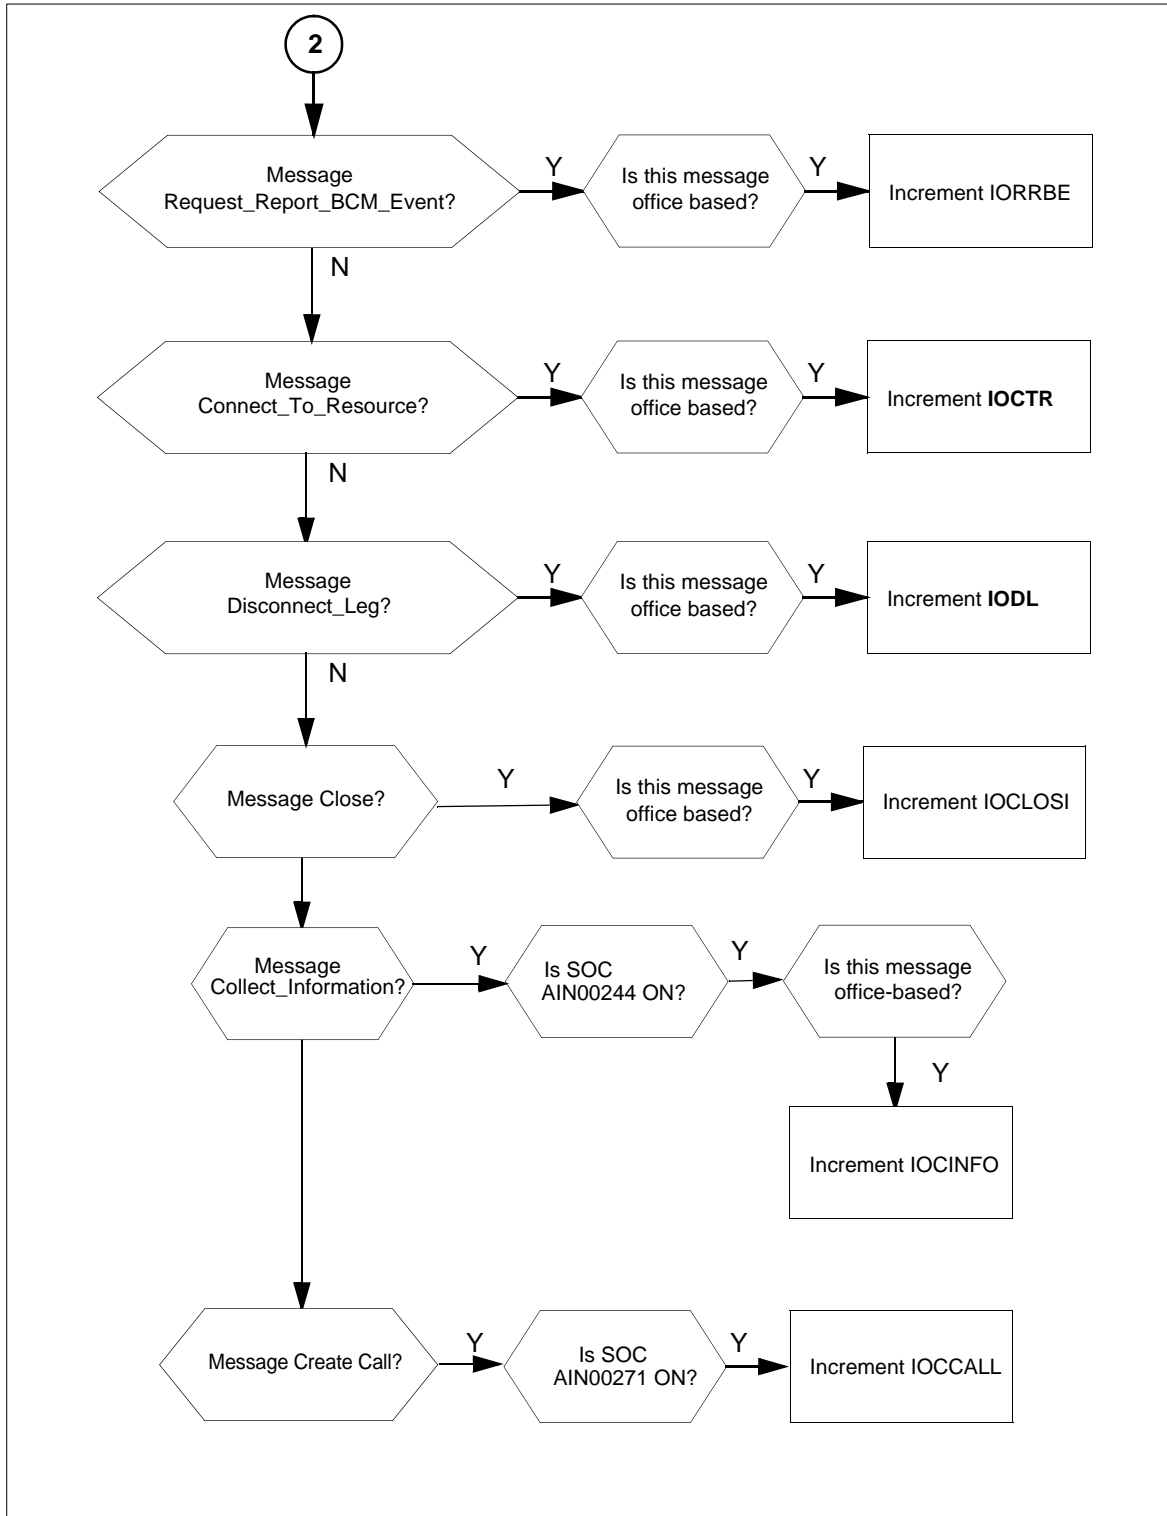 2
Message
Request_Report_BCM_Event?
Y
Is this message
office based?
Y
Increment IORRBE
N
Message
Connect_To_Resource?
Y
Is this message
office based?
Y
Increment IOCTR
N
Message
Disconnect_Leg?
Y
Is this message
office based?
Y
Increment IODL
N
Message Close?
Y
Is this message
office based?
Y
Increment IOCLOSI
Message
Collect_Information?
Y
Is SOC
AIN00244 ON?
Y
Is this message
office-based?
Y
Increment IOCINFO
Message Create Call?
Y
Is SOC
AIN00271 ON?
Y
Increment IOCCALL